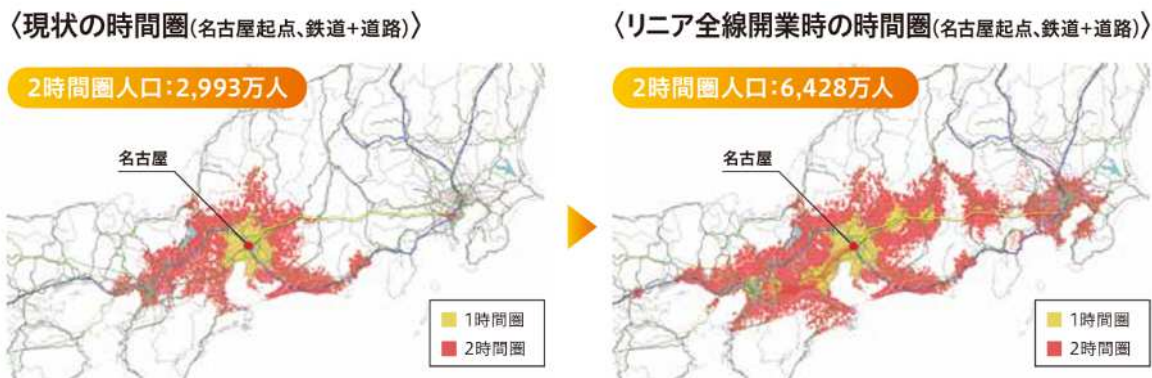 〈現状の時間圏(名古屋起点、鉄道+道路)〉
2時間圏人口:2,993万人
名古屋
1時間圏
2時間圏
〈リニア全線開業時の時間圏(名古屋起点、鉄道+道路)〉
2時間圏人口:6,428万人
名古屋
1時間圏
2時間圏